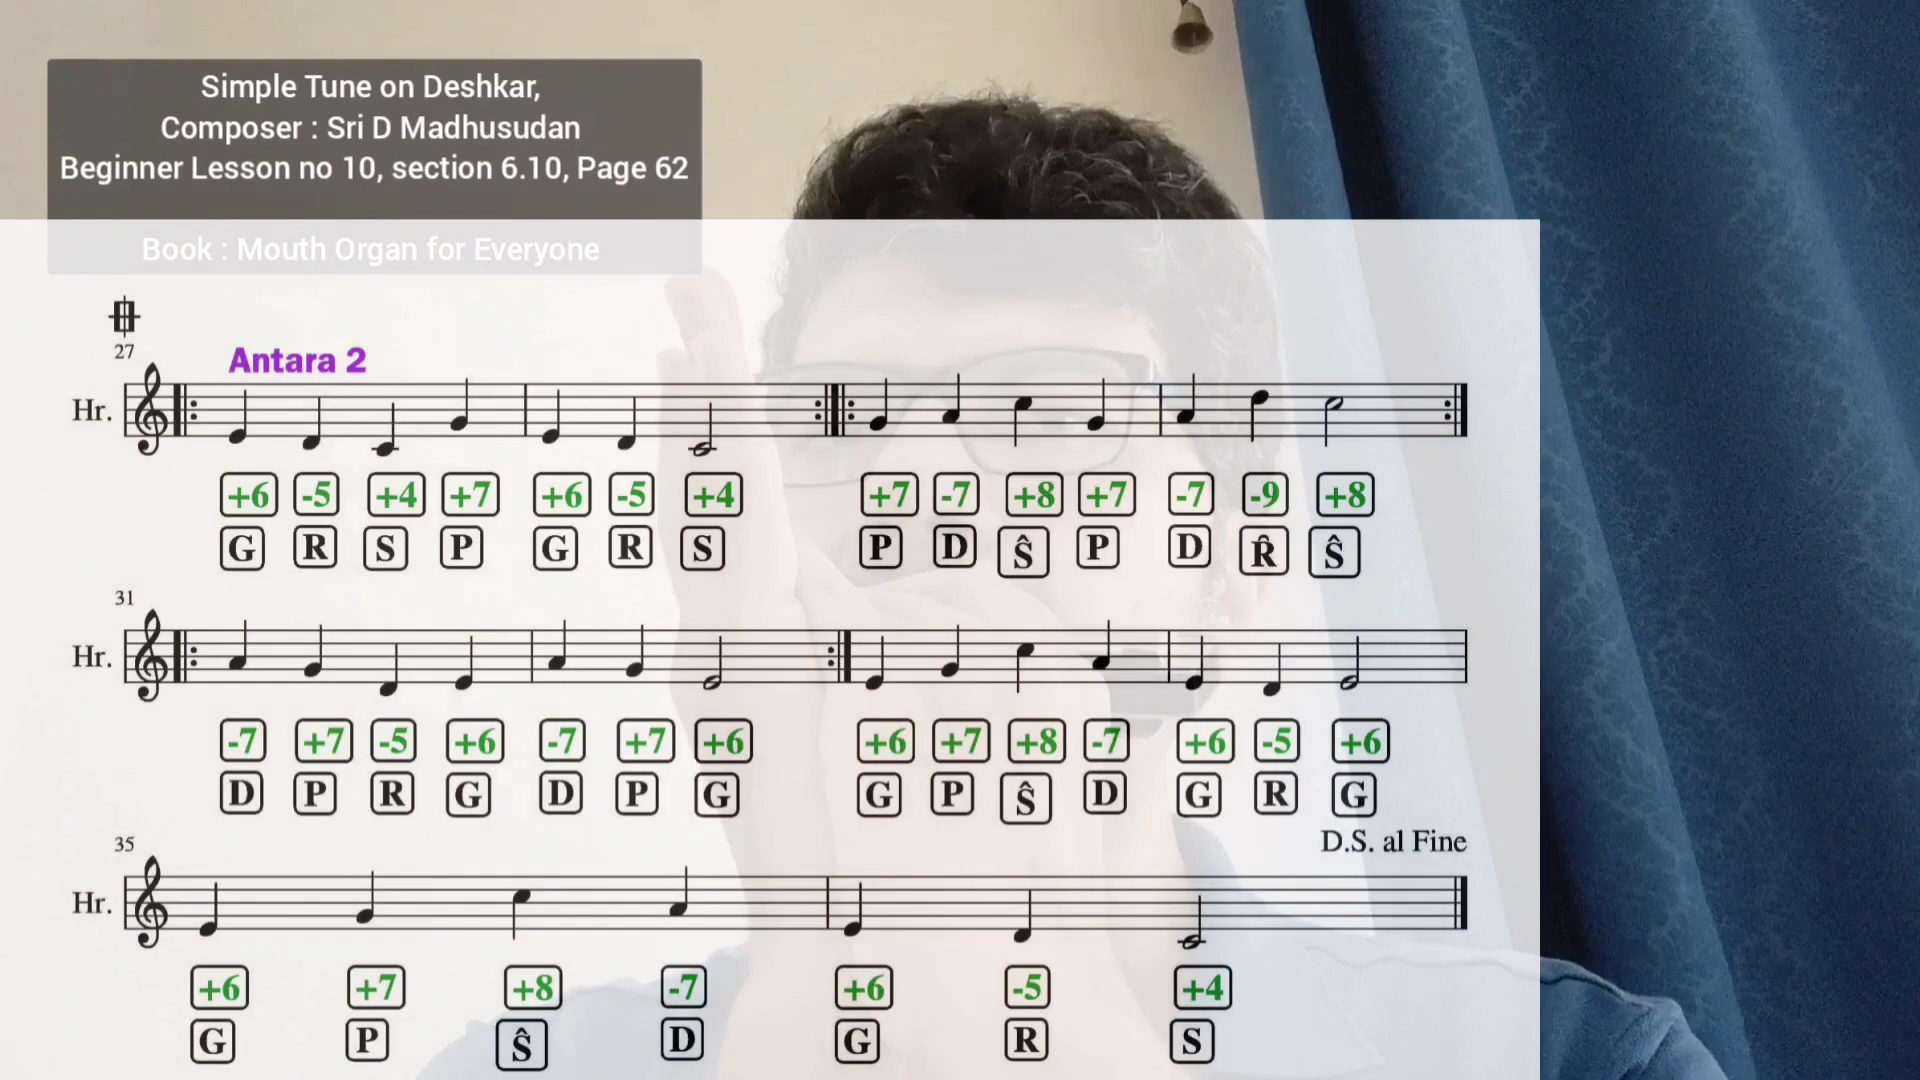 Simple Tune on Deshkar,
Composer : Sri D Madhusudan
Beginner Lesson no 10, section 6.10, Page 62
Book : Mouth Organ for Everyone
27
Antara 2
Hr.
+6 -5 +4 +7 +6 -5 +4 +7 -7 +8 +7 -7 -9 +8
G R S P G R S P D Ŝ P D R̂ Ŝ
31
Hr.
-7 +7 -5 +6 -7 +7 +6 +6 +7 +8 -7 +6 -5 +6
D P R G D P G G P Ŝ D G R G
35
D.S. al Fine
Hr.
+6 +7 +8 -7 +6 -5 +4
G P Ŝ D G R S